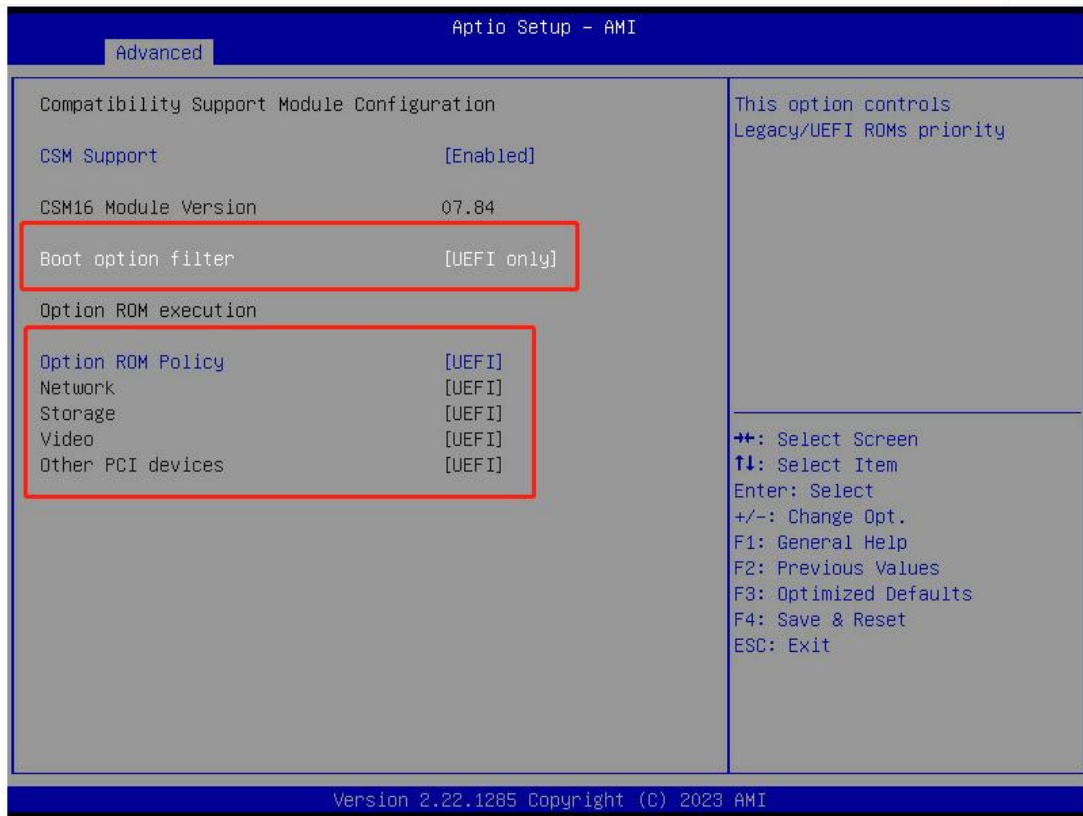 Aptio Setup – AMI
Advanced
Compatibility Support Module Configuration
CSM Support [Enabled]
CSM16 Module Version 07.84
Boot option filter [UEFI only]
Option ROM execution
Option ROM Policy [UEFI]
Network [UEFI]
Storage [UEFI]
Video [UEFI]
Other PCI devices [UEFI]
This option controls
Legacy/UEFI ROMs priority
→←: Select Screen
↑↓: Select Item
Enter: Select
+/-: Change Opt.
F1: General Help
F2: Previous Values
F3: Optimized Defaults
F4: Save & Reset
ESC: Exit
Version 2.22.1285 Copyright (C) 2023 AMI